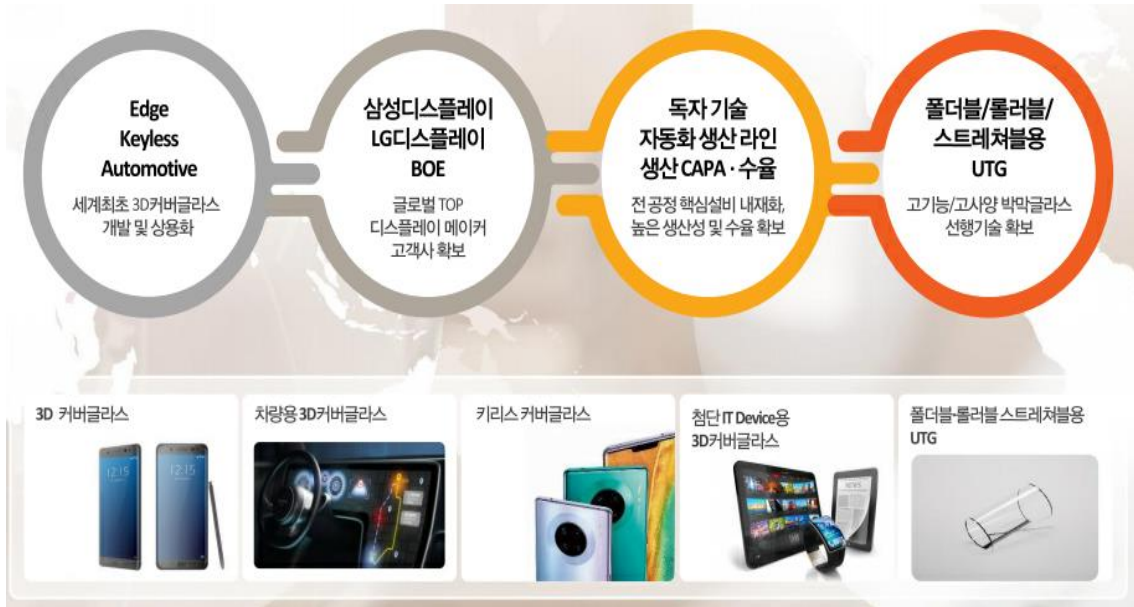 Edge
Keyless
Automotive
세계최초 3D커버글라스
개발 및 상용화
삼성디스플레이
LG디스플레이
BOE
글로벌 TOP
디스플레이 메이커
고객사 확보
독자 기술
자동화 생산 라인
생산 CAPA · 수율
전 공정 핵심설비 내재화,
높은 생산성 및 수율 확보
폴더블/롤러블/
스트레쳐블용
UTG
고기능/고사양 박막글라스
선행기술 확보
3D 커버글라스
12:15
12:15
차량용 3D커버글라스
키리스 커버글라스
첨단 IT Device용
3D커버글라스
NEWS
폴더블·롤러블 스트레쳐블용
UTG